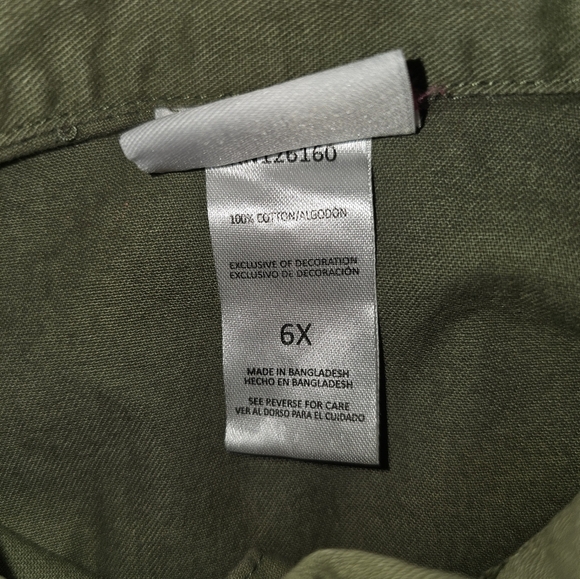 126160
100% COTTON/ALGODÓN
EXCLUSIVE OF DECORATION
EXCLUSIVO DE DECORACIÓN
6X
MADE IN BANGLADESH
HECHO EN BANGLADESH
SEE REVERSE FOR CARE
VER AL DORSO PARA EL CUIDADO